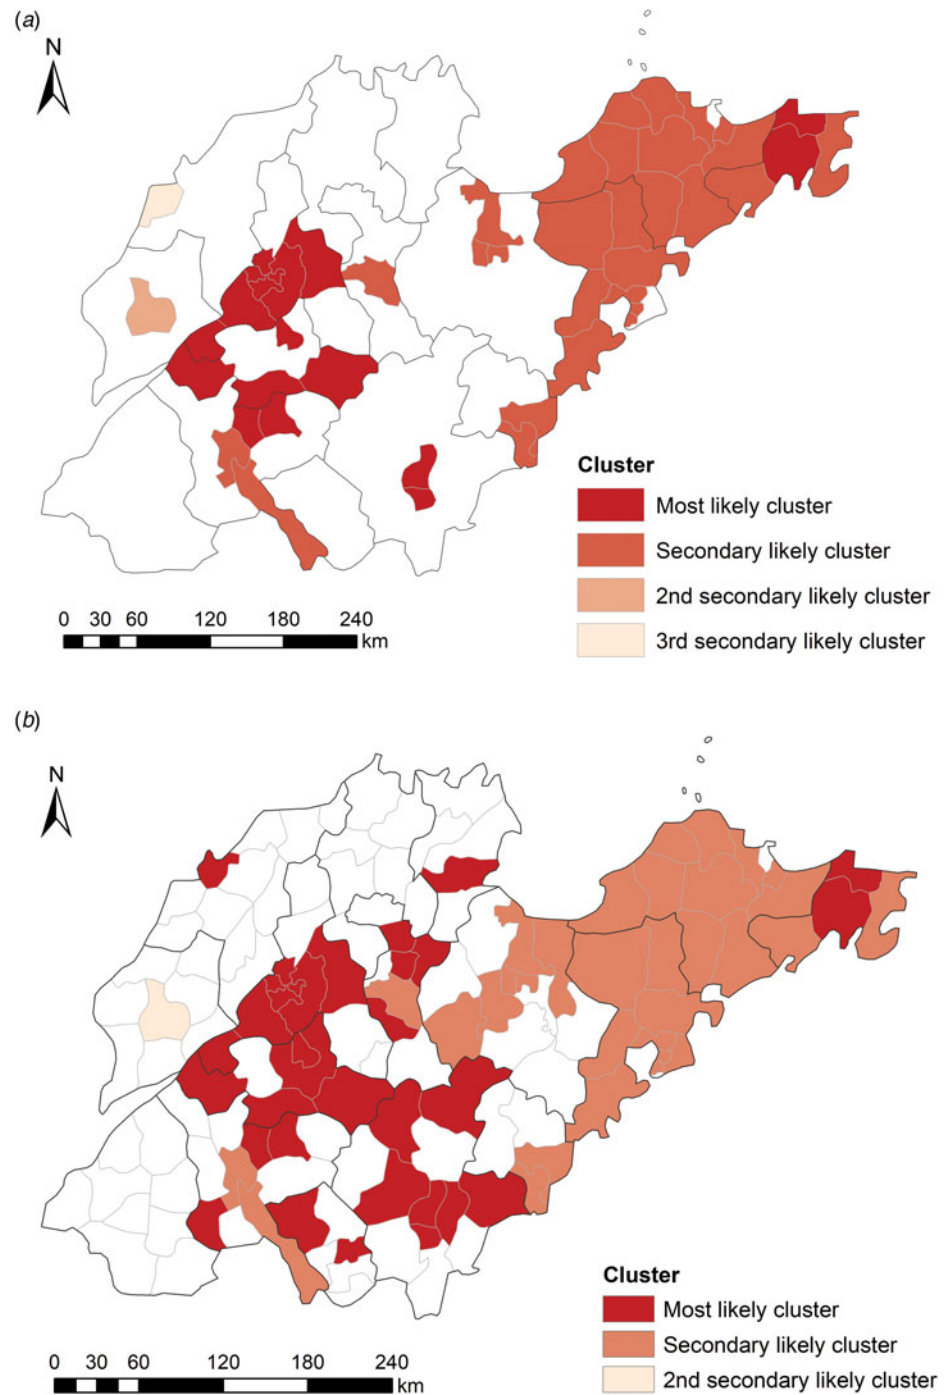 (a)
N
Cluster
Most likely cluster
Secondary likely cluster
2nd secondary likely cluster
3rd secondary likely cluster
0 30 60 120 180 240
km
(b)
N
Cluster
Most likely cluster
Secondary likely cluster
2nd secondary likely cluster
0 30 60 120 180 240
km